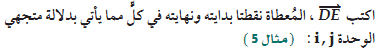 اكتب DE ، المُعطاة نقطتا بدايته ونهايته في كلٍّ مما يأتي بدلالة متجهي
الوحدة i , j : ( مثال 5 )